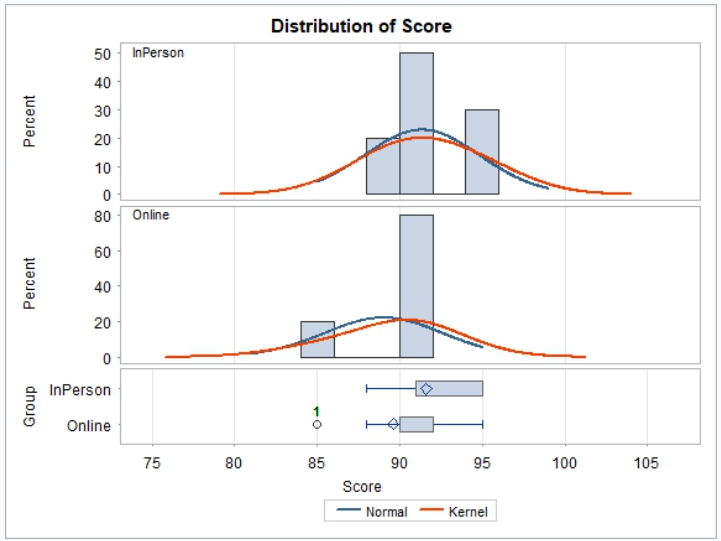 Distribution of Score
InPerson
Percent
50
40
30
20
10
0
Online
Percent
80
60
40
20
0
Group
InPerson
Online
1
75 80 85 90 95 100 105
Score
Normal Kernel